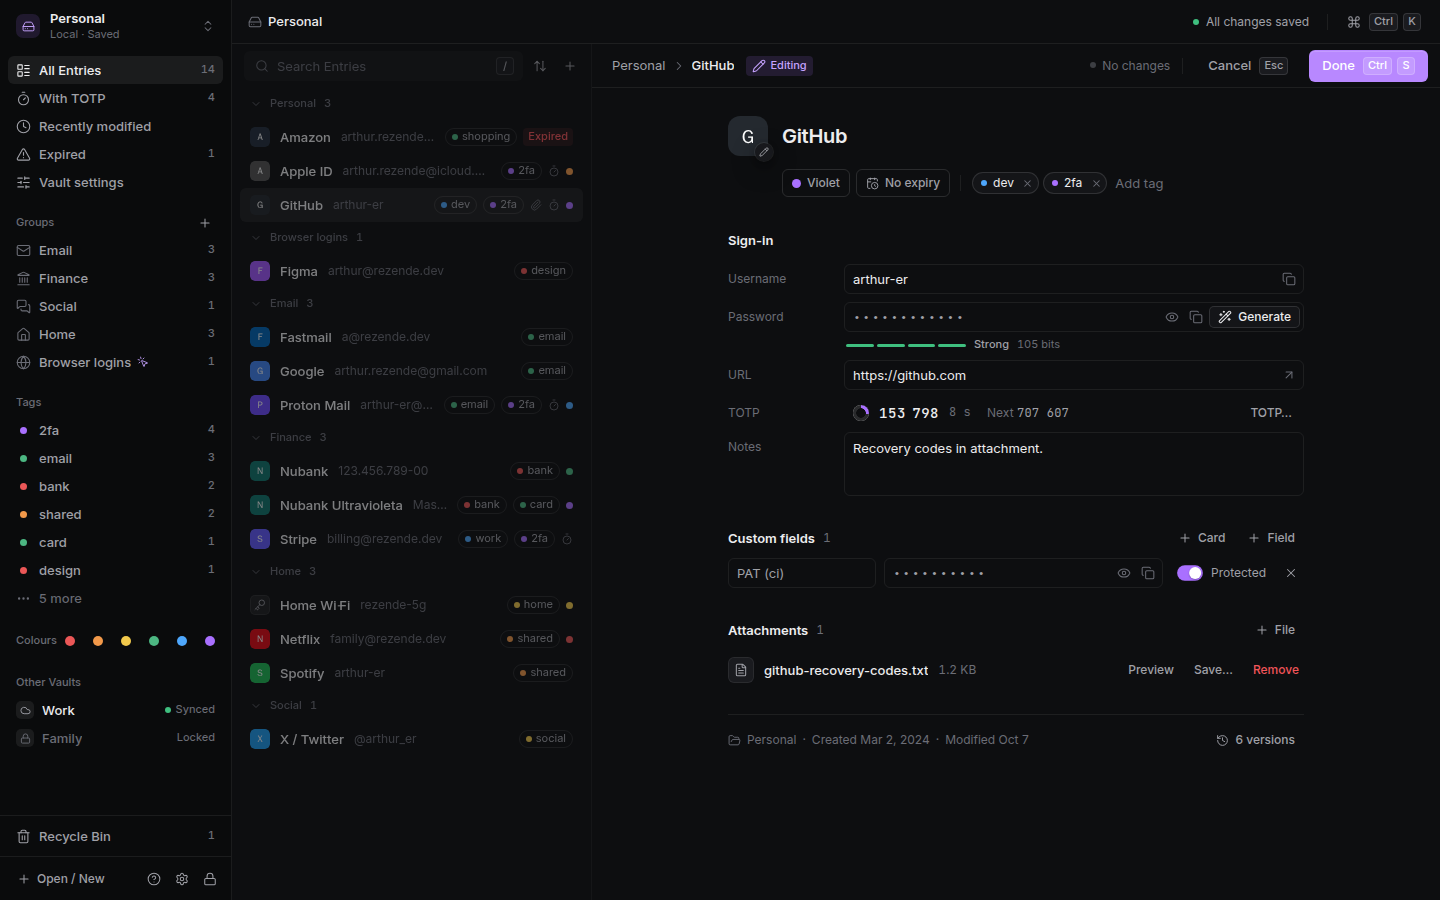 Personal
Local · Saved
All Entries 14
With TOTP 4
Recently modified
Expired 1
Vault settings
Groups
Email 3
Finance 3
Social 1
Home 3
Browser logins 1
Tags
2fa 4
email 3
bank 2
shared 2
card 1
design 1
5 more
Colours
Other Vaults
Work Synced
Family Locked
Recycle Bin 1
Open / New
Personal
All changes saved
⌘ Ctrl K
Search Entries /
Personal 3
A Amazon arthur.rezende... shopping Expired
A Apple ID arthur.rezende@icloud.... 2fa
G GitHub arthur-er dev 2fa
Browser logins 1
F Figma arthur@rezende.dev design
Email 3
F Fastmail a@rezende.dev email
G Google arthur.rezende@gmail.com email
P Proton Mail arthur-er@... email 2fa
Finance 3
N Nubank 123.456.789-00 bank
N Nubank Ultravioleta Mas... bank card
S Stripe billing@rezende.dev work 2fa
Home 3
Home Wi-Fi rezende-5g home
N Netflix family@rezende.dev shared
S Spotify arthur-er shared
Social 1
X X / Twitter @arthur_er social
Personal > GitHub Editing
No changes
Cancel Esc
Done Ctrl S
G GitHub
Violet No expiry dev × 2fa × Add tag
Sign-in
Username arthur-er
Password •••••••••••• Generate
Strong 105 bits
URL https://github.com
TOTP 153 798 8 s Next 707 607 TOTP...
Notes Recovery codes in attachment.
Custom fields 1 + Card + Field
PAT (ci) •••••••••• Protected ×
Attachments 1 + File
github-recovery-codes.txt 1.2 KB Preview Save... Remove
Personal · Created Mar 2, 2024 · Modified Oct 7 6 versions